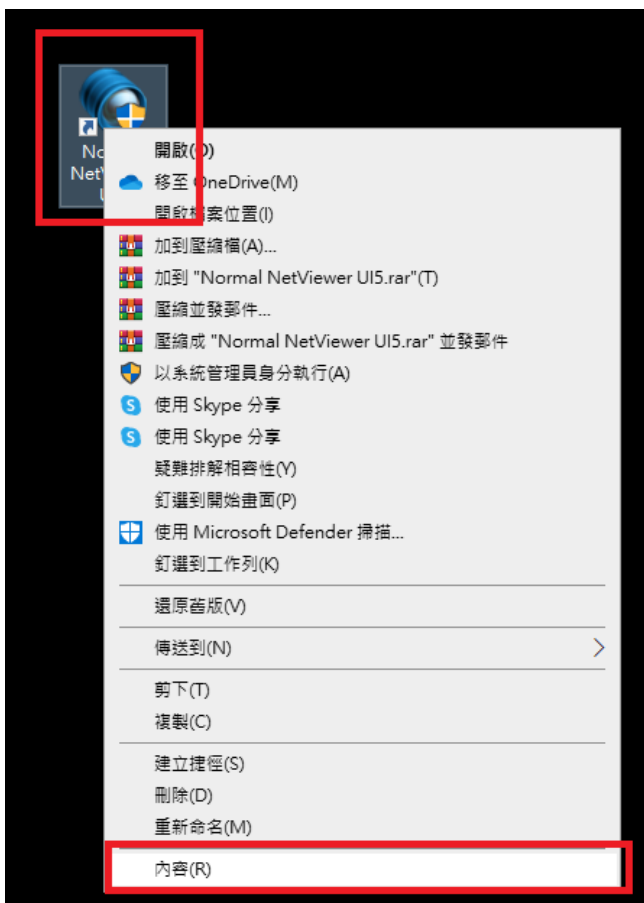 開啟(O)
移至 OneDrive(M)
開啟檔案位置(I)
加到壓縮檔(A)...
加到 "Normal NetViewer UI5.rar"(T)
壓縮並發郵件...
壓縮成 "Normal NetViewer UI5.rar" 並發郵件
以系統管理員身分執行(A)
使用 Skype 分享
使用 Skype 分享
疑難排解相容性(Y)
釘選到開始畫面(P)
使用 Microsoft Defender 掃描...
釘選到工作列(K)
還原舊版(V)
傳送到(N)
剪下(T)
複製(C)
建立捷徑(S)
刪除(D)
重新命名(M)
內容(R)